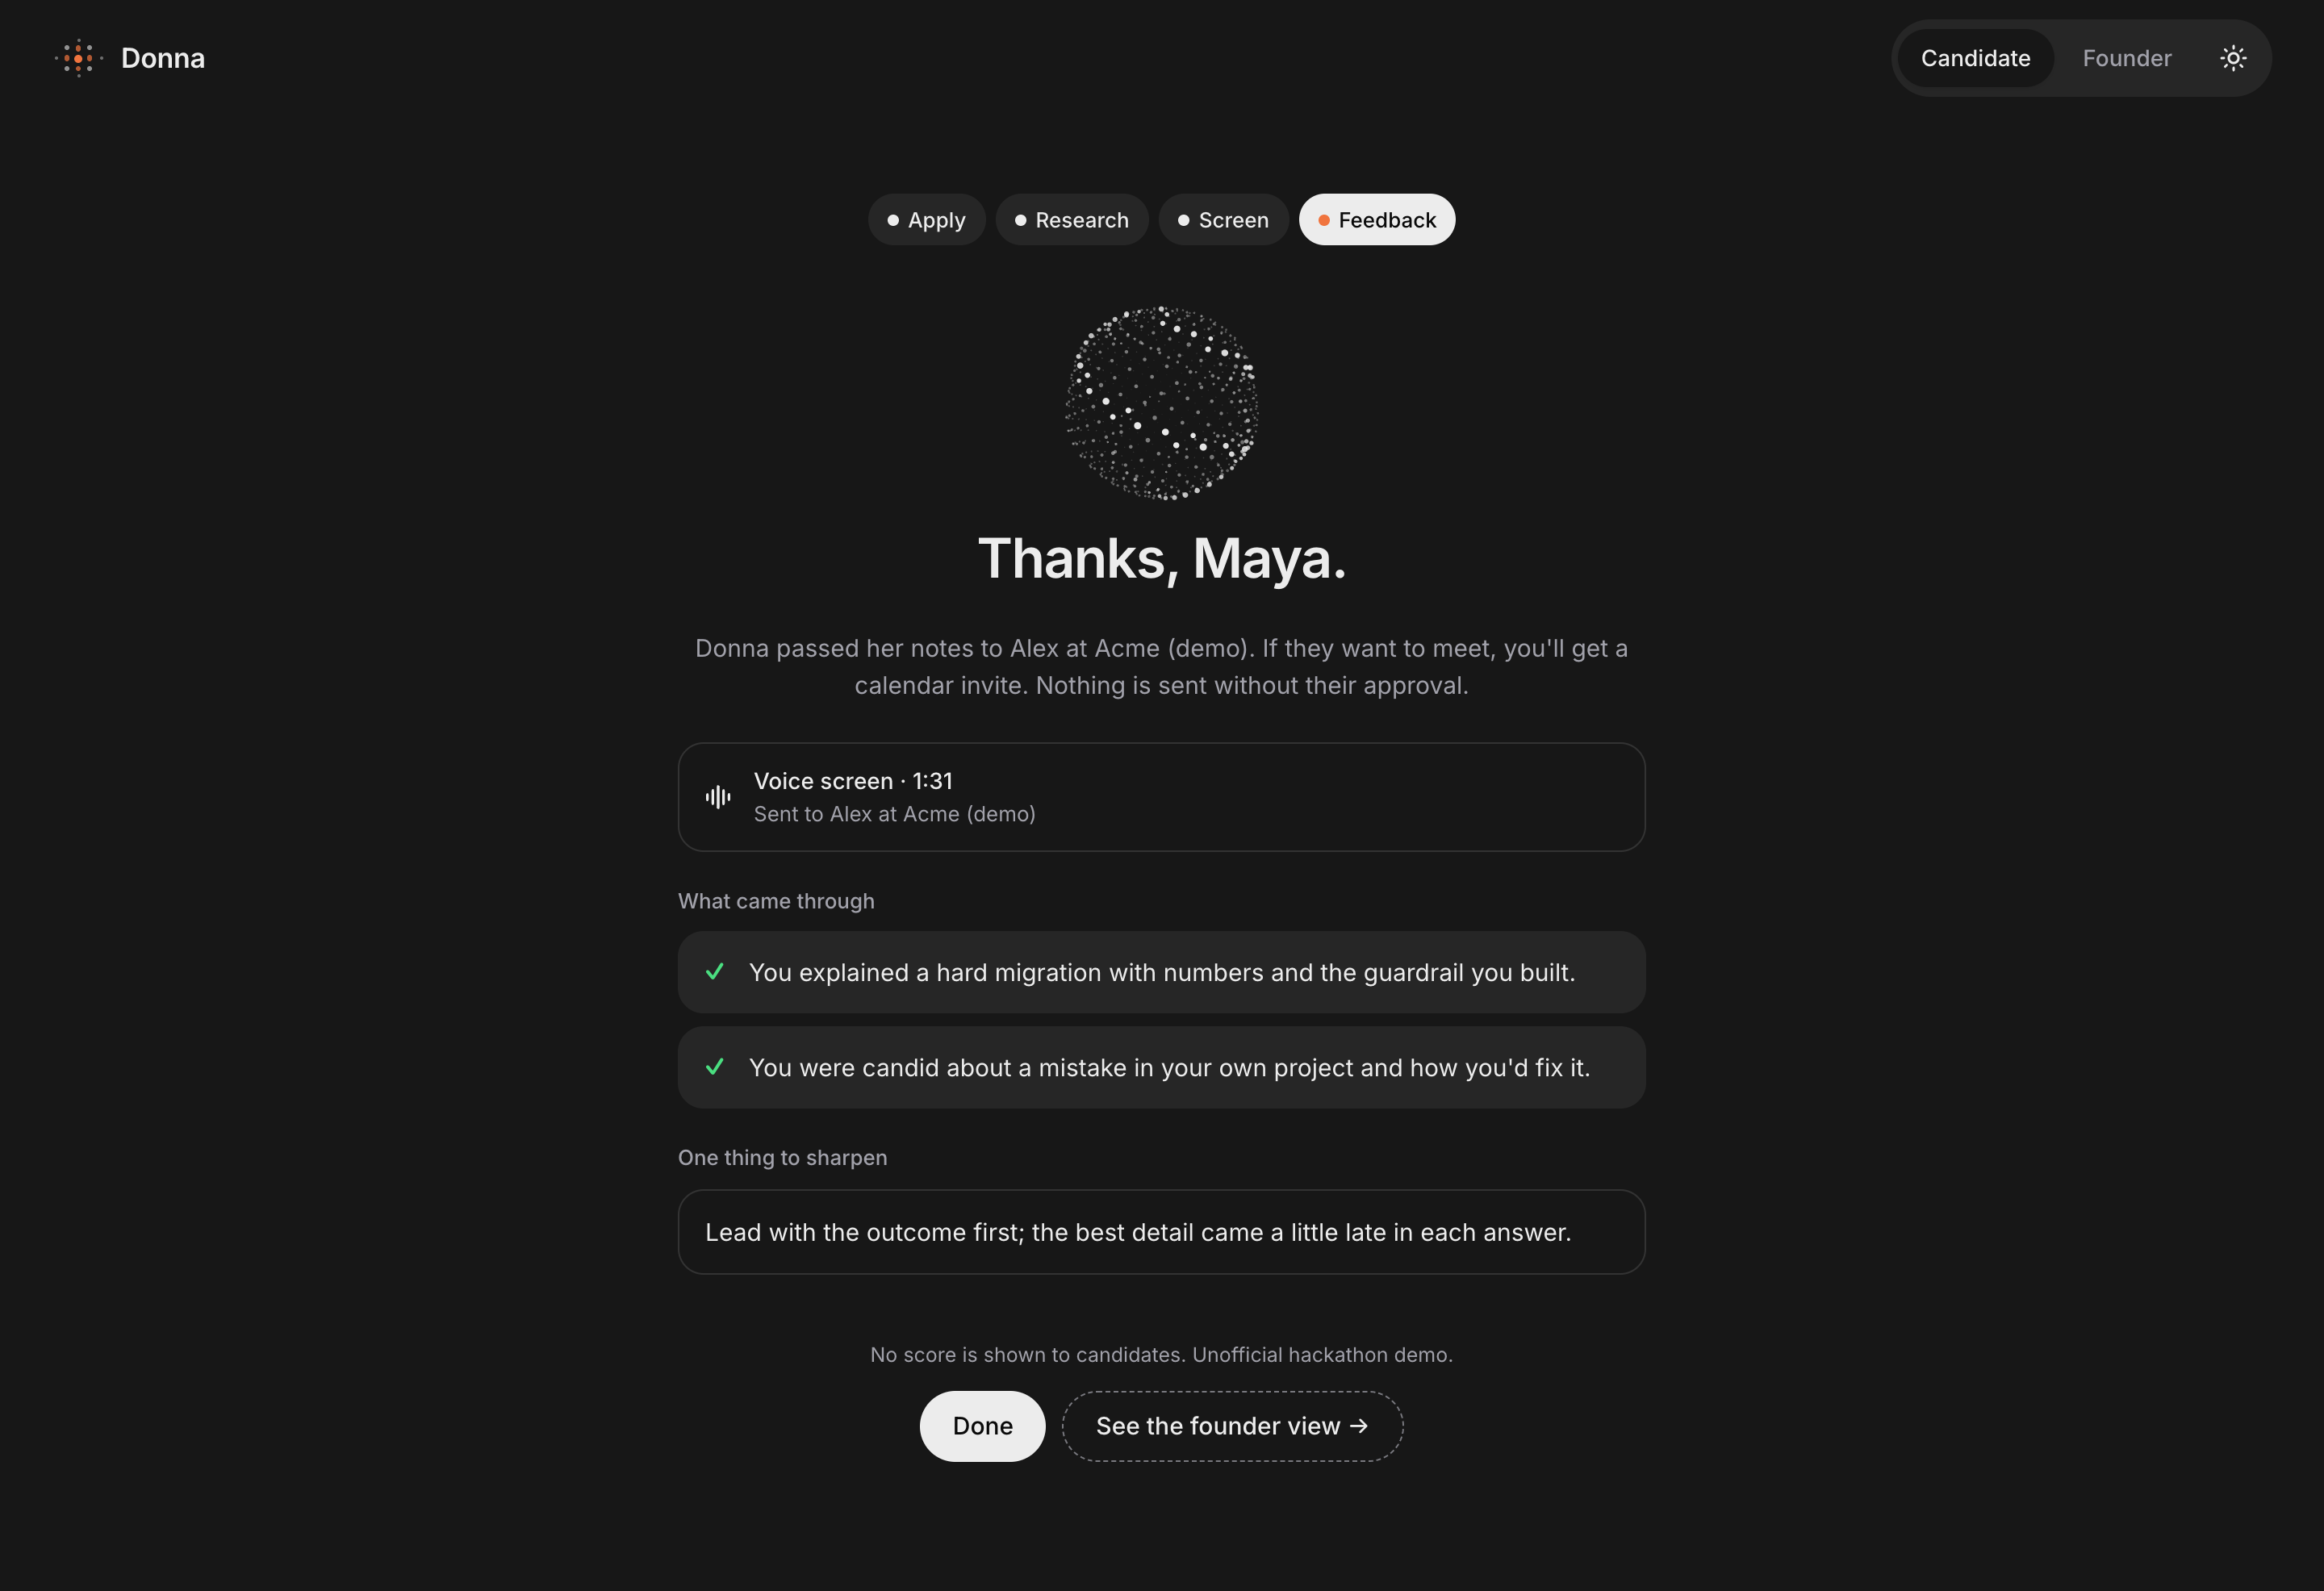 Donna
Candidate
Founder
Apply
Research
Screen
Feedback
Thanks, Maya.
Donna passed her notes to Alex at Acme (demo). If they want to meet, you'll get a
calendar invite. Nothing is sent without their approval.
Voice screen · 1:31
Sent to Alex at Acme (demo)
What came through
You explained a hard migration with numbers and the guardrail you built.
You were candid about a mistake in your own project and how you'd fix it.
One thing to sharpen
Lead with the outcome first; the best detail came a little late in each answer.
No score is shown to candidates. Unofficial hackathon demo.
Done
See the founder view →